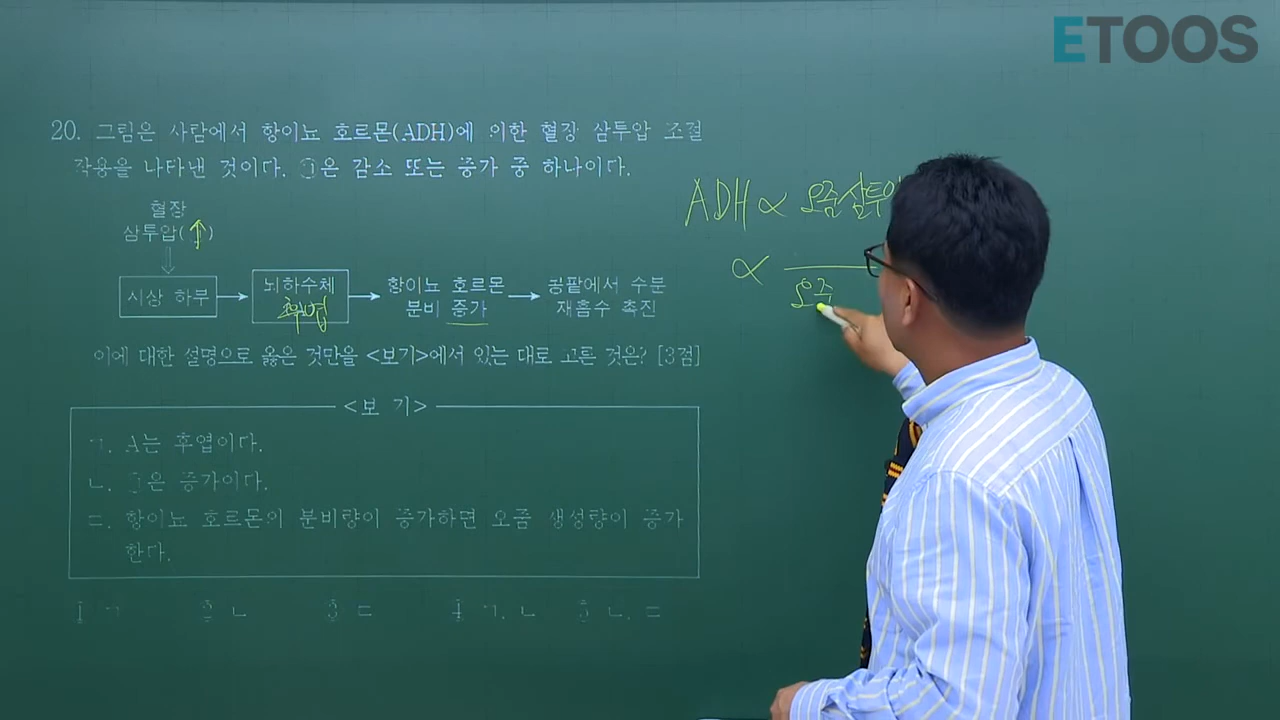 ETOOS
20. 그림은 사람에서 항이뇨 호르몬(ADH)에 의한 혈장 삼투압 조절
작용을 나타낸 것이다. ㉠은 감소 또는 증가 중 하나이다.
혈장
삼투압(↑)
시상 하부
뇌하수체
후엽
항이뇨 호르몬
분비 증가
콩팥에서 수분
재흡수 촉진
ADH ∝ 오줌삼투
∝
오주
이에 대한 설명으로 옳은 것만을 <보기>에서 있는 대로 고른 것은? [3점]
<보 기>
ㄱ. A는 후엽이다.
ㄴ. ㉠은 증가이다.
ㄷ. 항이뇨 호르몬의 분비량이 증가하면 오줌 생성량이 증가
한다.
① ㄱ ② ㄴ ③ ㄷ ④ ㄱ, ㄴ ⑤ ㄴ, ㄷ